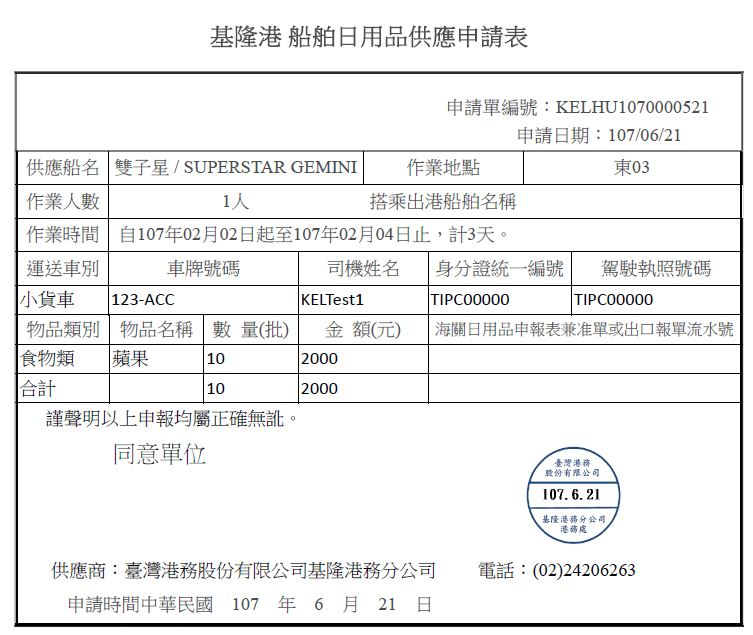 基隆港 船舶日用品供應申請表
申請單編號：KELHU1070000521
申請日期：107/06/21
供應船名 雙子星 / SUPERSTAR GEMINI 作業地點 東03
作業人數 1人 搭乘出港船舶名稱
作業時間 自107年02月02日起至107年02月04日止，計3天。
運送車別 車牌號碼 司機姓名 身分證統一編號 駕駛執照號碼
小貨車 123-ACC KELTest1 TIPC00000 TIPC00000
物品類別 物品名稱 數 量(批) 金 額(元) 海關日用品申報表兼准單或出口報單流水號
食物類 蘋果 10 2000
合計 10 2000
謹聲明以上申報均屬正確無訛。
同意單位
臺灣港務
股份有限公司
107.6.21
基隆港務分公司
港務處
供應商：臺灣港務股份有限公司基隆港務分公司 電話：(02)24206263
申請時間中華民國 107 年 6 月 21 日